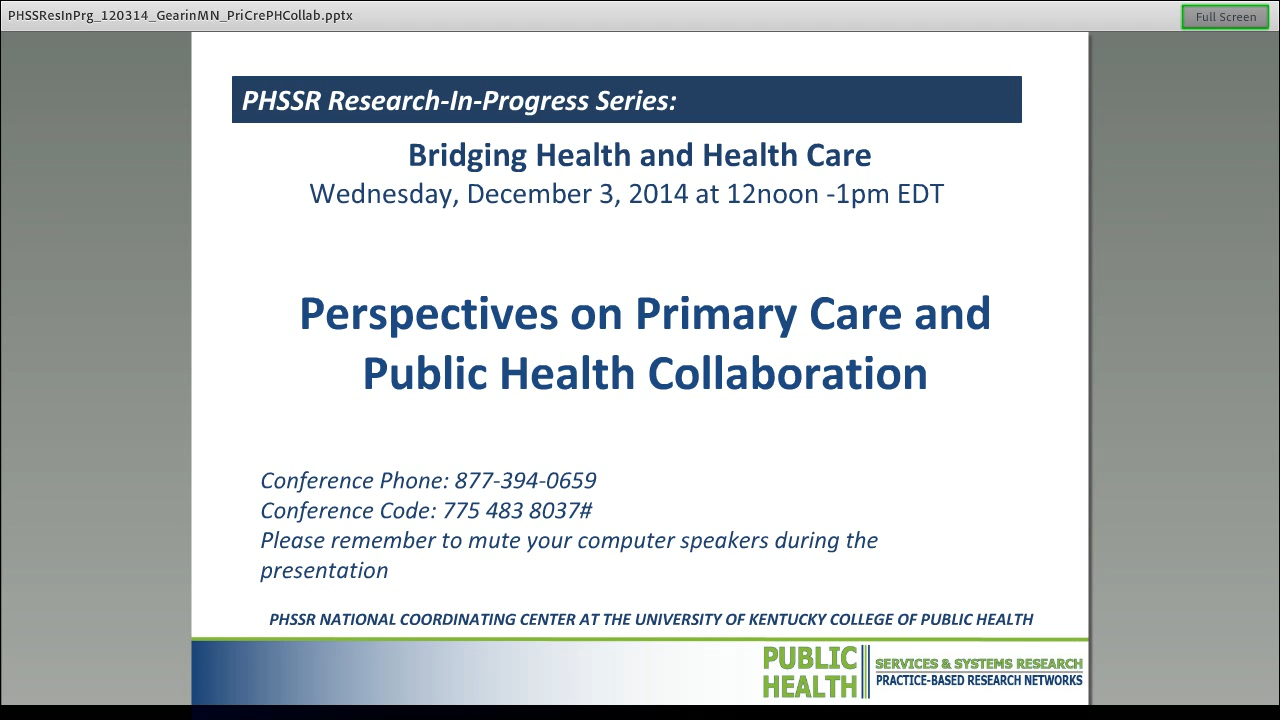 PHSSResInPrg_120314_GearinMN_PriCrePHCollab.pptx
Full Screen
PHSSR Research-In-Progress Series:
Bridging Health and Health Care
Wednesday, December 3, 2014 at 12noon -1pm EDT
Perspectives on Primary Care and
Public Health Collaboration
Conference Phone: 877-394-0659
Conference Code: 775 483 8037#
Please remember to mute your computer speakers during the
presentation
PHSSR NATIONAL COORDINATING CENTER AT THE UNIVERSITY OF KENTUCKY COLLEGE OF PUBLIC HEALTH
PUBLIC
HEALTH
SERVICES & SYSTEMS RESEARCH
PRACTICE-BASED RESEARCH NETWORKS